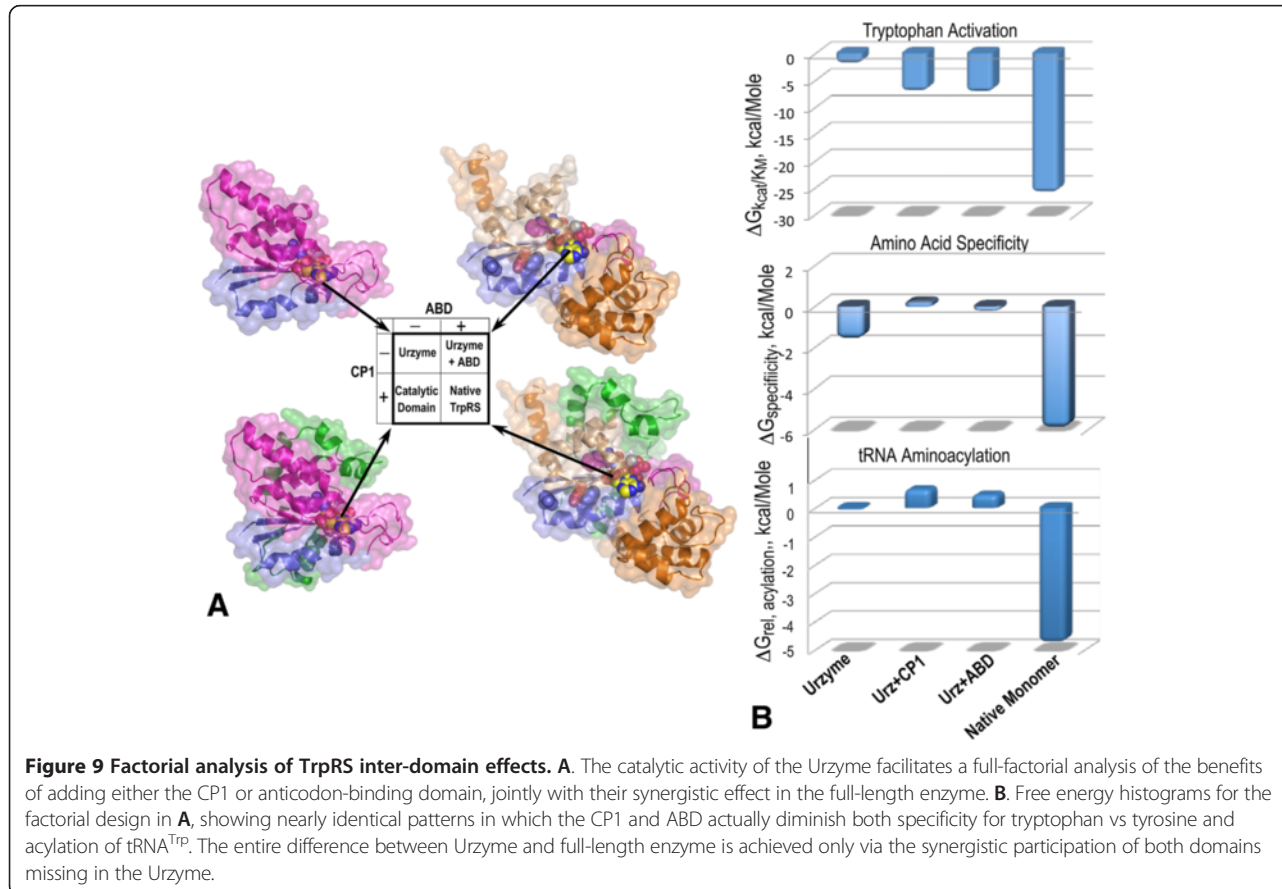 ABD
− +
CP1
− Urzyme Urzyme + ABD
+ Catalytic Domain Native TrpRS
A
Tryptophan Activation
ΔGkcat/KM, kcal/Mole
0
-5
-10
-15
-20
-25
-30
Amino Acid Specificity
ΔGspecifiicity, kcal/Mole
2
0
-2
-4
-6
tRNA Aminoacylation
ΔGrel, acylation,, kcal/Mole
1
0
-1
-2
-3
-4
-5
Urzyme
Urz+CP1
Urz+ABD
Native Monomer
B
Figure 9 Factorial analysis of TrpRS inter-domain effects. A. The catalytic activity of the Urzyme facilitates a full-factorial analysis of the benefits
of adding either the CP1 or anticodon-binding domain, jointly with their synergistic effect in the full-length enzyme. B. Free energy histograms for the
factorial design in A, showing nearly identical patterns in which the CP1 and ABD actually diminish both specificity for tryptophan vs tyrosine and
acylation of tRNATrp. The entire difference between Urzyme and full-length enzyme is achieved only via the synergistic participation of both domains
missing in the Urzyme.